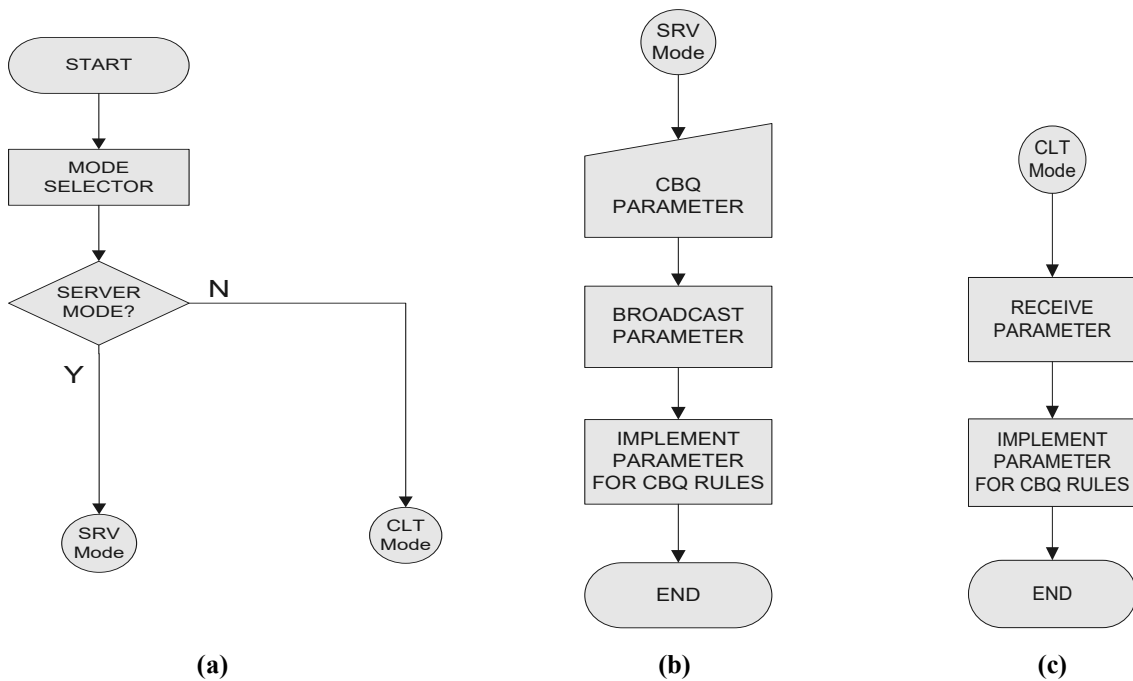 START
MODE
SELECTOR
SERVER
MODE?
N
Y
SRV
Mode
CLT
Mode
(a)
SRV
Mode
CBQ
PARAMETER
BROADCAST
PARAMETER
IMPLEMENT
PARAMETER
FOR CBQ RULES
END
(b)
CLT
Mode
RECEIVE
PARAMETER
IMPLEMENT
PARAMETER
FOR CBQ RULES
END
(c)